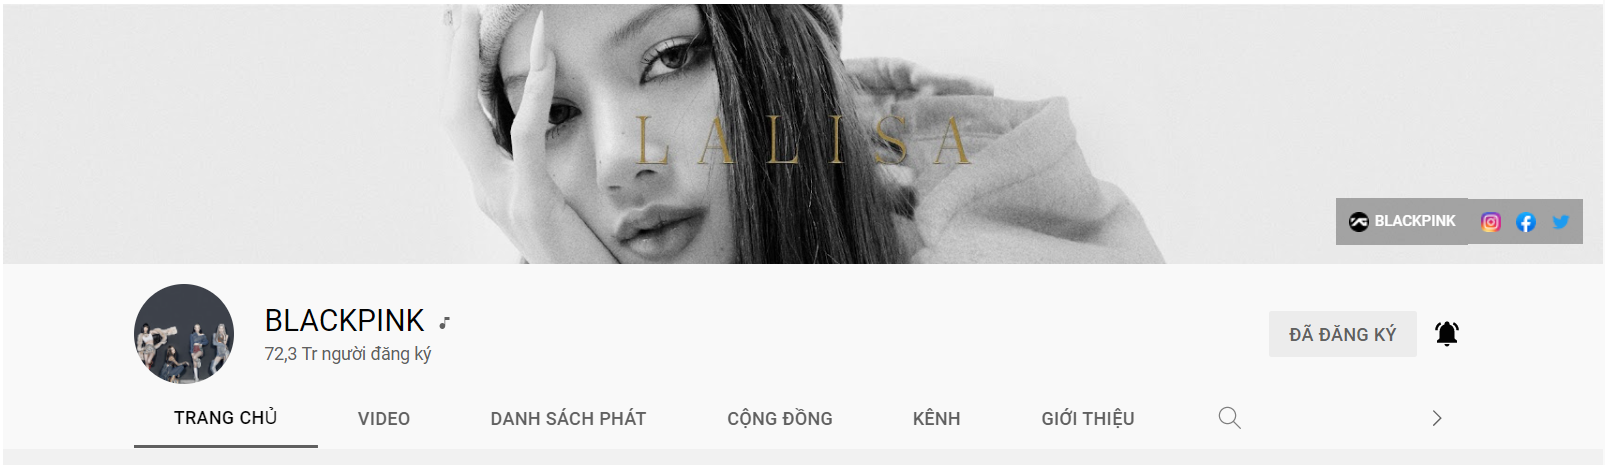 LALISA
BLACKPINK
BLACKPINK
72,3 Tr người đăng ký
ĐÃ ĐĂNG KÝ
TRANG CHỦ VIDEO DANH SÁCH PHÁT CỘNG ĐỒNG KÊNH GIỚI THIỆU